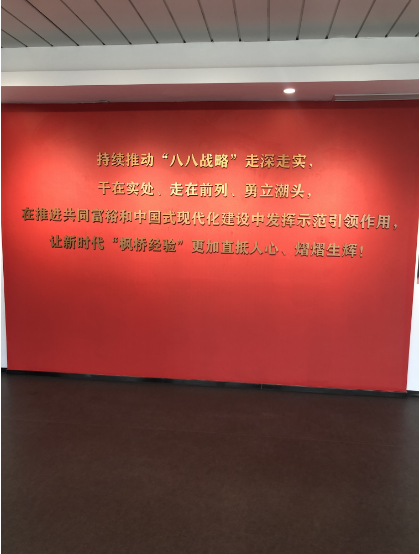 持续推动“八八战略”走深走实，
干在实处、走在前列、勇立潮头，
在推进共同富裕和中国式现代化建设中发挥示范引领作用，
让新时代“枫桥经验”更加直抵人心、熠熠生辉！